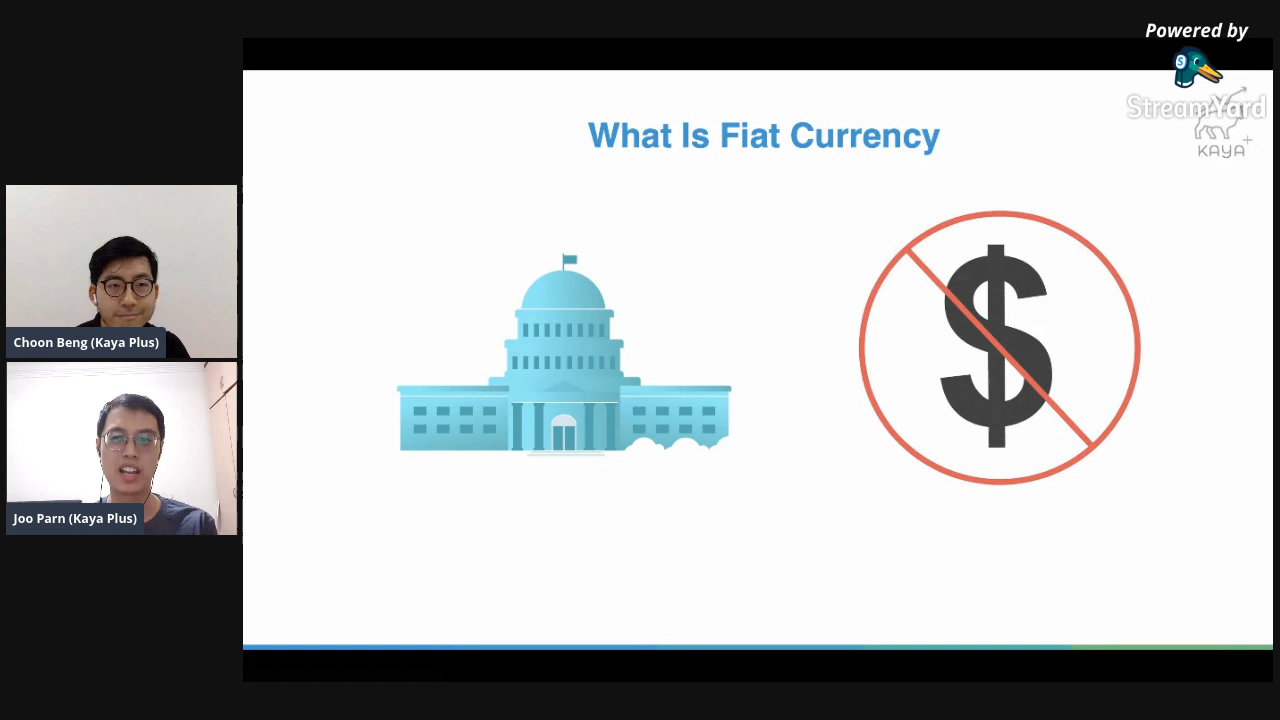 Powered by
StreamYard
KAYA+
What Is Fiat Currency
$
Choon Beng (Kaya Plus)
Joo Parn (Kaya Plus)